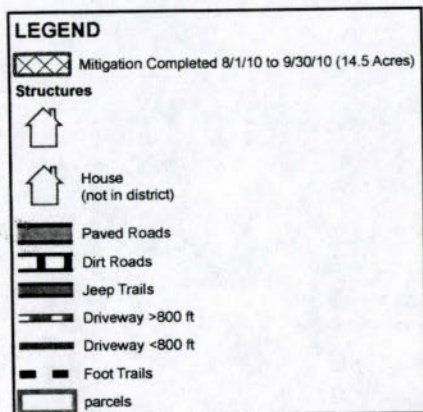 LEGEND
Mitigation Completed 8/1/10 to 9/30/10 (14.5 Acres)
Structures
House
(not in district)
Paved Roads
Dirt Roads
Jeep Trails
Driveway >800 ft
Driveway <800 ft
Foot Trails
parcels